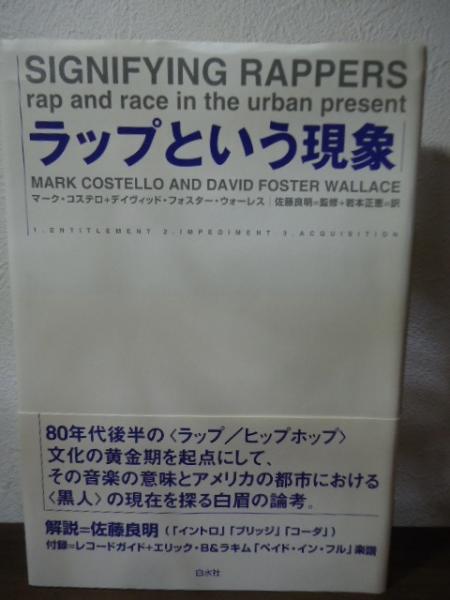 SIGNIFYING RAPPERS
rap and race in the urban present
ラップという現象
MARK COSTELLO AND DAVID FOSTER WALLACE
マーク・コステロ+デイヴィッド・フォスター・ウォーレス | 佐藤良明=監修+岩本正恵=訳
1.ENTITLEMENT 2.IMPEDIMENT 3.ACQUISITION
80年代後半の〈ラップ/ヒップホップ〉
文化の黄金期を起点にして、
その音楽の意味とアメリカの都市における
〈黒人〉の現在を探る白眉の論考。
解説=佐藤良明(「イントロ」「ブリッジ」「コーダ」)
付録=レコードガイド+エリック・B&ラキム「ペイド・イン・フル」楽譜
白水社